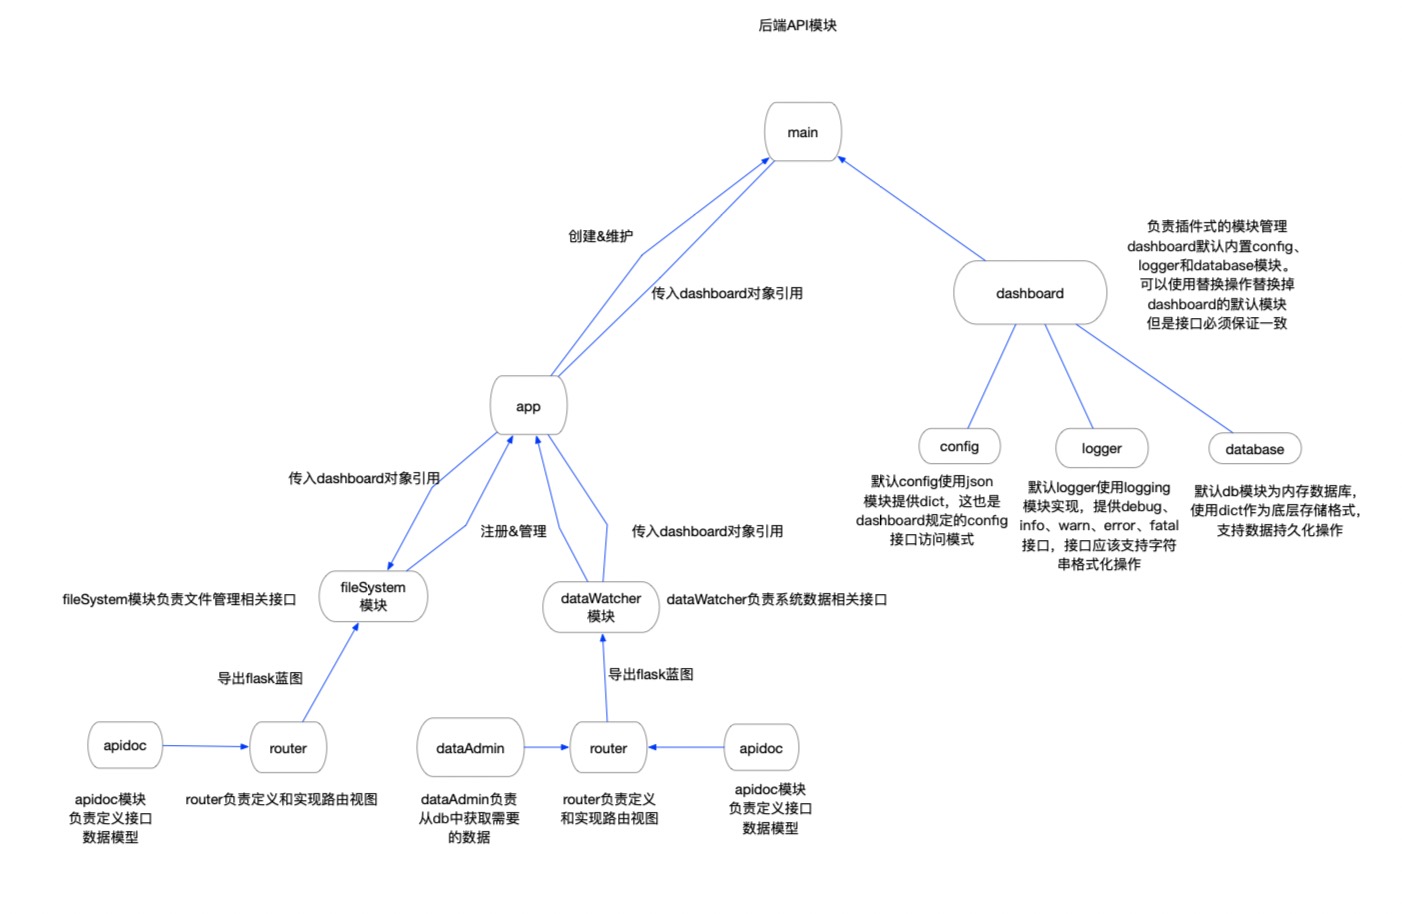 后端API模块
main
创建&维护
传入dashboard对象引用
负责插件式的模块管理
dashboard默认内置config、
logger和database模块。
可以使用替换操作替换掉
dashboard的默认模块
但是接口必须保证一致
dashboard
app
config
logger
database
默认config使用json
模块提供dict，这也是
dashboard规定的config
接口访问模式
默认logger使用logging
模块实现，提供debug、
info、warn、error、fatal
接口，接口应该支持字符
串格式化操作
默认db模块为内存数据库，
使用dict作为底层存储格式，
支持数据持久化操作
传入dashboard对象引用
注册&管理
传入dashboard对象引用
fileSystem模块负责文件管理相关接口
fileSystem
模块
dataWatcher
模块
dataWatcher负责系统数据相关接口
导出flask蓝图
导出flask蓝图
apidoc
router
dataAdmin
router
apidoc
apidoc模块
负责定义接口
数据模型
router负责定义和实现路由视图
dataAdmin负责
从db中获取需要
的数据
router负责定义
和实现路由视图
apidoc模块
负责定义接口
数据模型